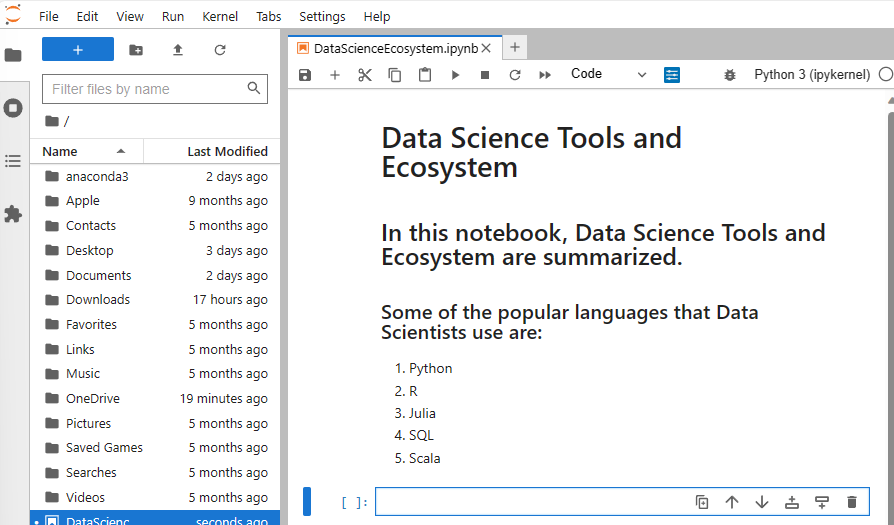 File Edit View Run Kernel Tabs Settings Help
+
DataScienceEcosystem.ipynb
Code
Python 3 (ipykernel)
Filter files by name
/
Name Last Modified
anaconda3 2 days ago
Apple 9 months ago
Contacts 5 months ago
Desktop 3 days ago
Documents 2 days ago
Downloads 17 hours ago
Favorites 5 months ago
Links 5 months ago
Music 5 months ago
OneDrive 19 minutes ago
Pictures 5 months ago
Saved Games 5 months ago
Searches 5 months ago
Videos 5 months ago
DataScienc... seconds ago
Data Science Tools and
Ecosystem
In this notebook, Data Science Tools and
Ecosystem are summarized.
Some of the popular languages that Data
Scientists use are:
1. Python
2. R
3. Julia
4. SQL
5. Scala
[ ]: